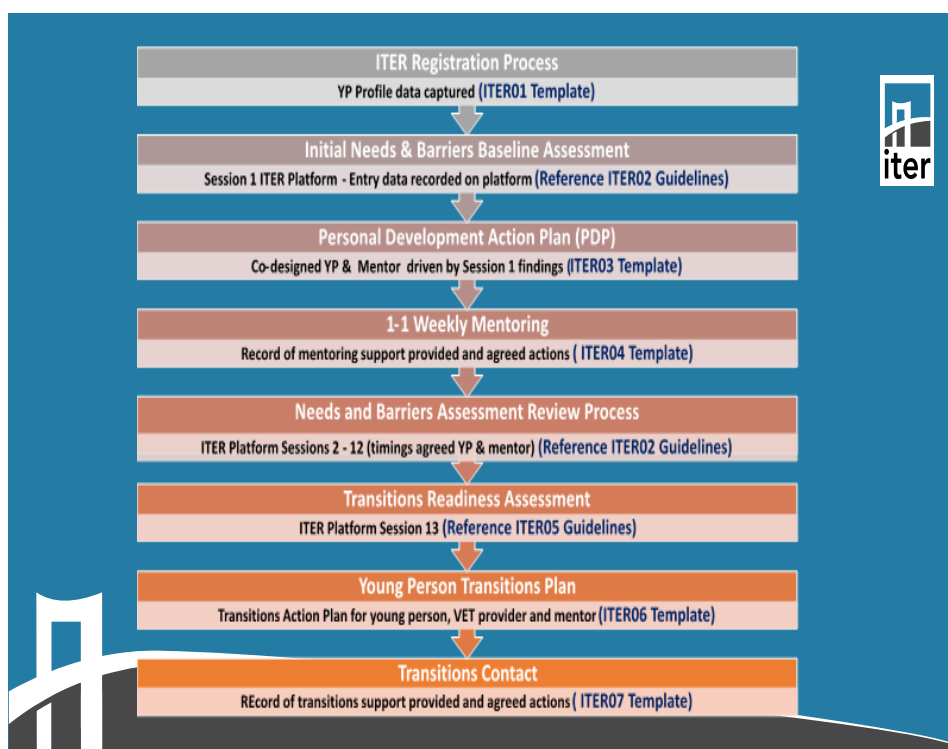 ITER Registration Process
YP Profile data captured (ITER01 Template)
iter
Initial Needs & Barriers Baseline Assessment
Session 1 ITER Platform - Entry data recorded on platform (Reference ITER02 Guidelines)
Personal Development Action Plan (PDP)
Co-designed YP & Mentor driven by Session 1 findings (ITER03 Template)
1-1 Weekly Mentoring
Record of mentoring support provided and agreed actions ( ITER04 Template)
Needs and Barriers Assessment Review Process
ITER Platform Sessions 2 - 12 (timings agreed YP & mentor) (Reference ITER02 Guidelines)
Transitions Readiness Assessment
ITER Platform Session 13 (Reference ITER05 Guidelines)
Young Person Transitions Plan
Transitions Action Plan for young person, VET provider and mentor (ITER06 Template)
Transitions Contact
REcord of transitions support provided and agreed actions ( ITER07 Template)